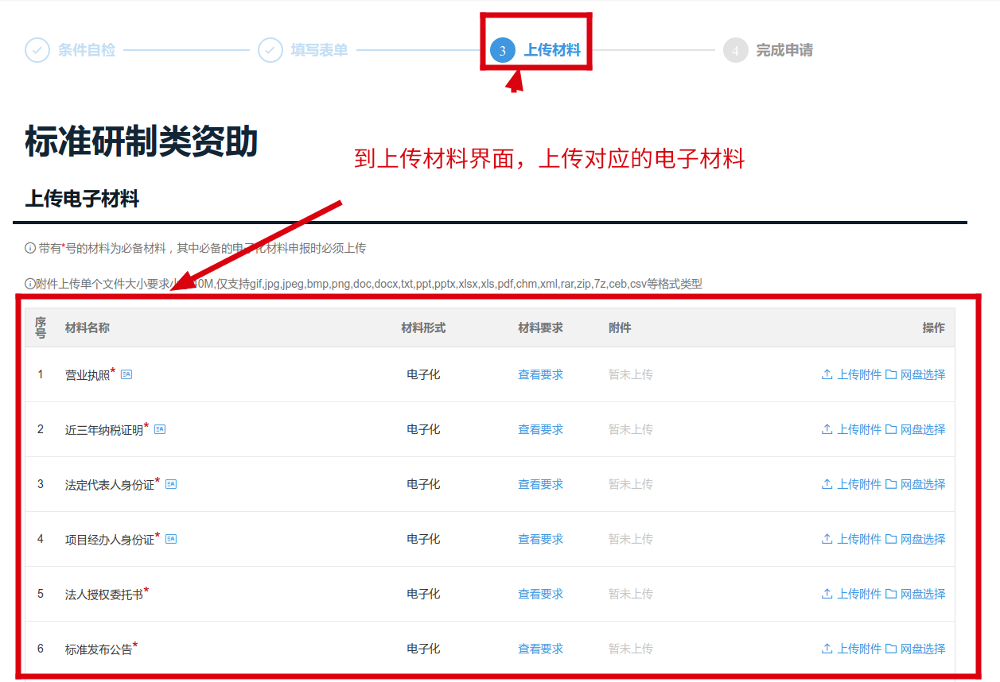 条件自检 填写表单 3 上传材料 4 完成申请
标准研制类资助
到上传材料界面，上传对应的电子材料
上传电子材料
带有*号的材料为必备材料，其中必备的电子化材料申报时必须上传
附件上传单个文件大小要求小 40M,仅支持gif,jpg,jpeg,bmp,png,doc,docx,txt,ppt,pptx,xlsx,xls,pdf,chm,xml,rar,zip,7z,ceb,csv等格式类型
序号 材料名称 材料形式 材料要求 附件 操作
1 营业执照* 电子化 查看要求 暂未上传 上传附件 网盘选择
2 近三年纳税证明* 电子化 查看要求 暂未上传 上传附件 网盘选择
3 法定代表人身份证* 电子化 查看要求 暂未上传 上传附件 网盘选择
4 项目经办人身份证* 电子化 查看要求 暂未上传 上传附件 网盘选择
5 法人授权委托书* 电子化 查看要求 暂未上传 上传附件 网盘选择
6 标准发布公告* 电子化 查看要求 暂未上传 上传附件 网盘选择